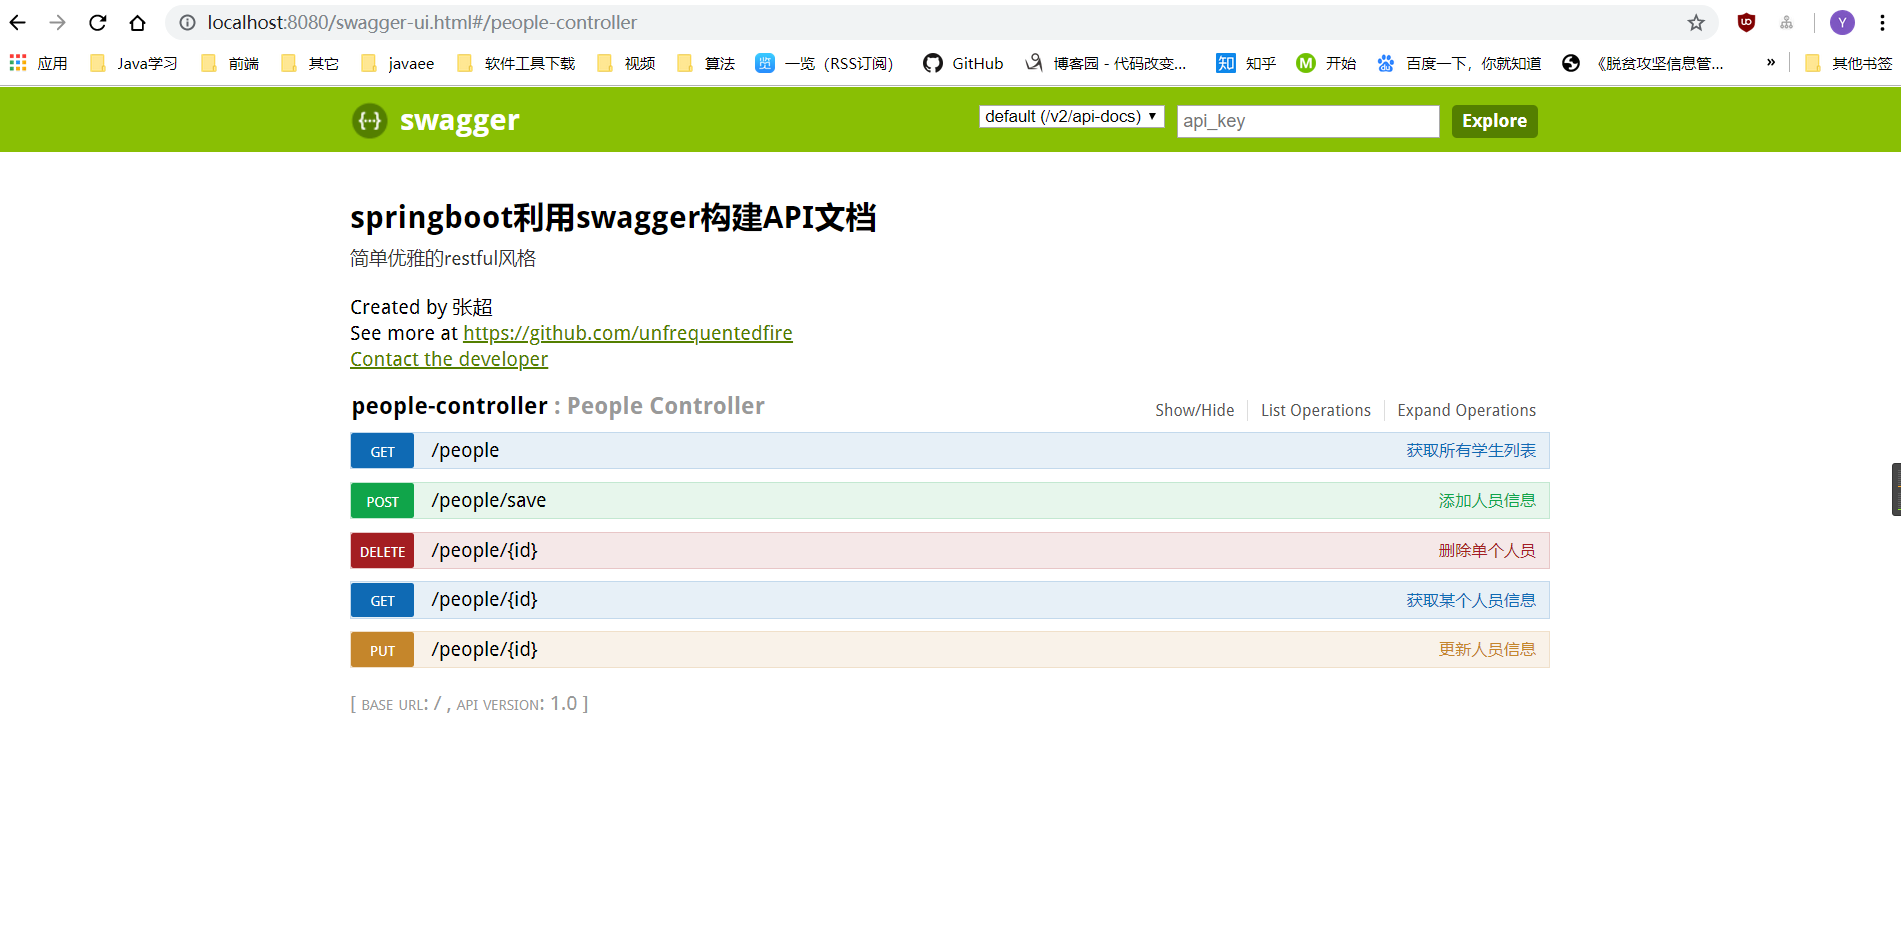 localhost:8080/swagger-ui.html#/people-controller
Y
应用 Java学习 前端 其它 javaee 软件工具下载 视频 算法 览 一览（RSS订阅） GitHub 博客园 - 代码改变... 知 知乎 M 开始 du 百度一下，你就知道 《脱贫攻坚信息管... » 其他书签
{···} swagger default (/v2/api-docs) api_key Explore
springboot利用swagger构建API文档
简单优雅的restful风格
Created by 张超
See more at https://github.com/unfrequentedfire
Contact the developer
people-controller : People Controller Show/Hide List Operations Expand Operations
GET /people 获取所有学生列表
POST /people/save 添加人员信息
DELETE /people/{id} 删除单个人员
GET /people/{id} 获取某个人员信息
PUT /people/{id} 更新人员信息
[ BASE URL: / , API VERSION: 1.0 ]